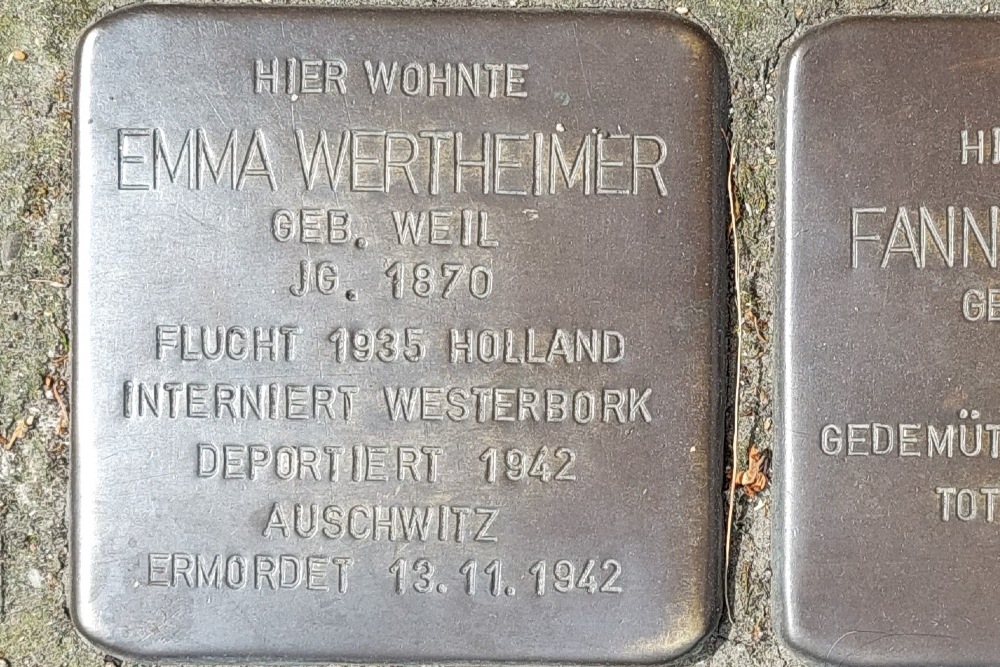 HIER WOHNTE
EMMA WERTHEIMER
GEB. WEIL
JG. 1870
FLUCHT 1935 HOLLAND
INTERNIERT WESTERBORK
DEPORTIERT 1942
AUSCHWITZ
ERMORDET 13.11.1942